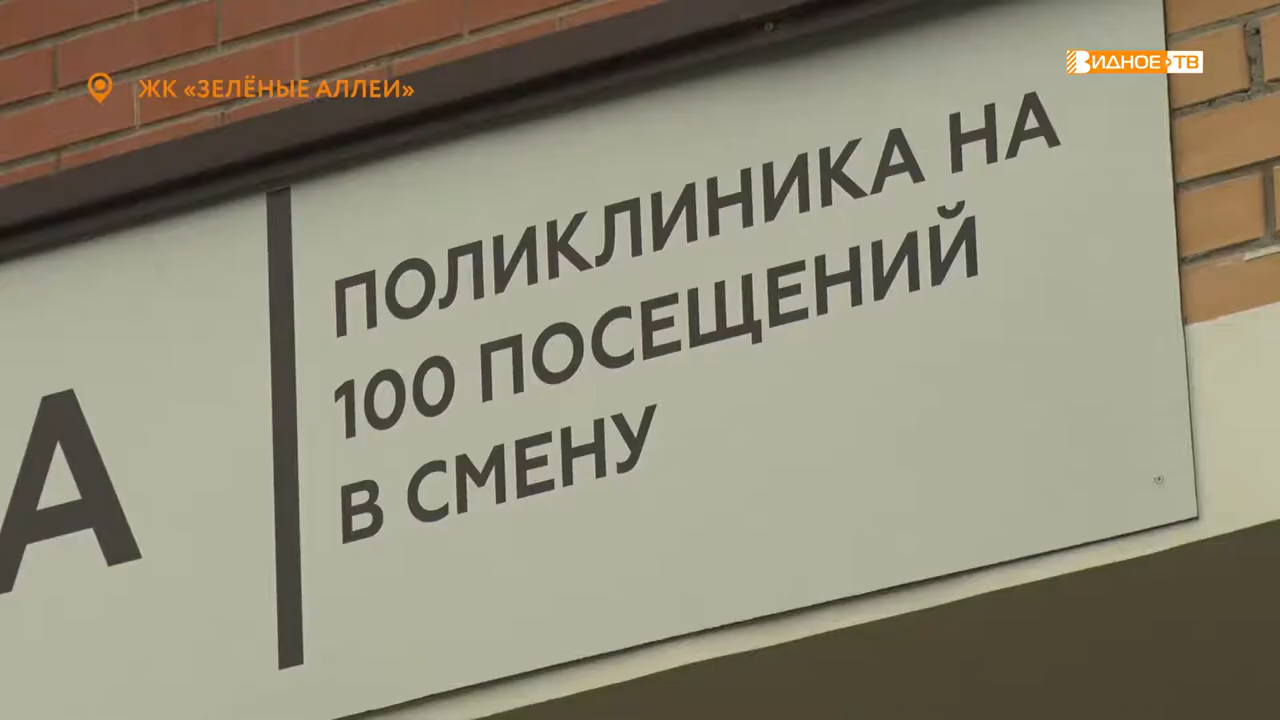 ЖК «ЗЕЛЁНЫЕ АЛЛЕИ»
ВИДНОЕ ТВ
ПОЛИКЛИНИКА НА
100 ПОСЕЩЕНИЙ
В СМЕНУ
А